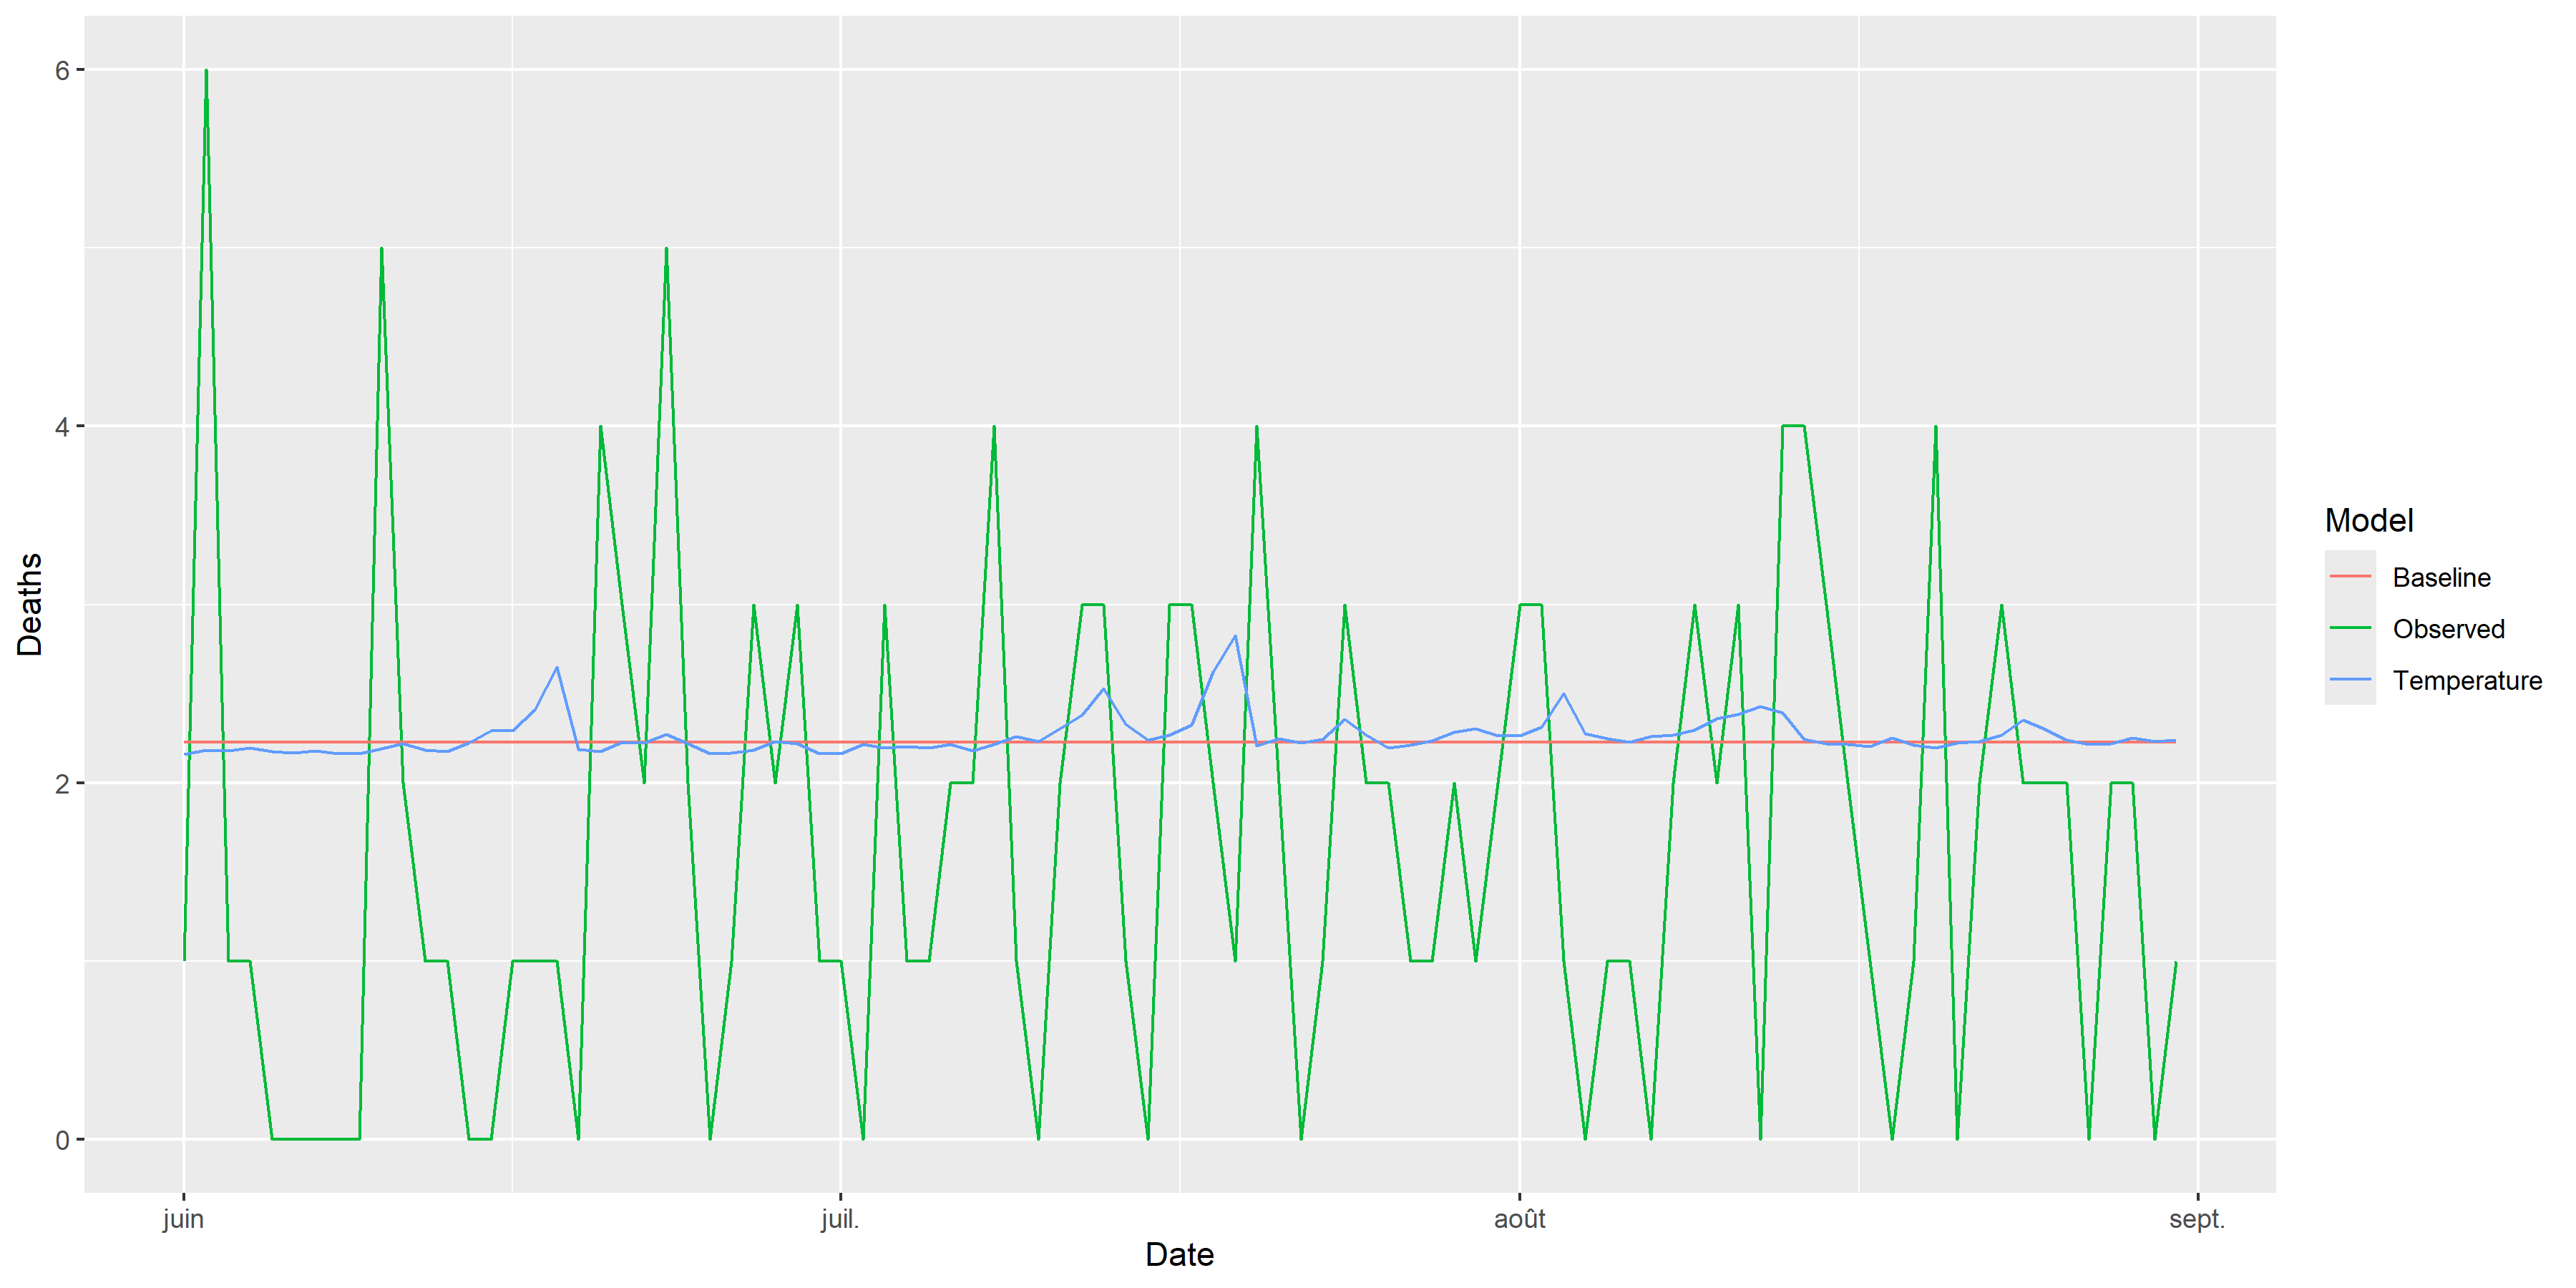 6
4
2
0
Deaths
juin
juil.
août
sept.
Date
Model
Baseline
Observed
Temperature